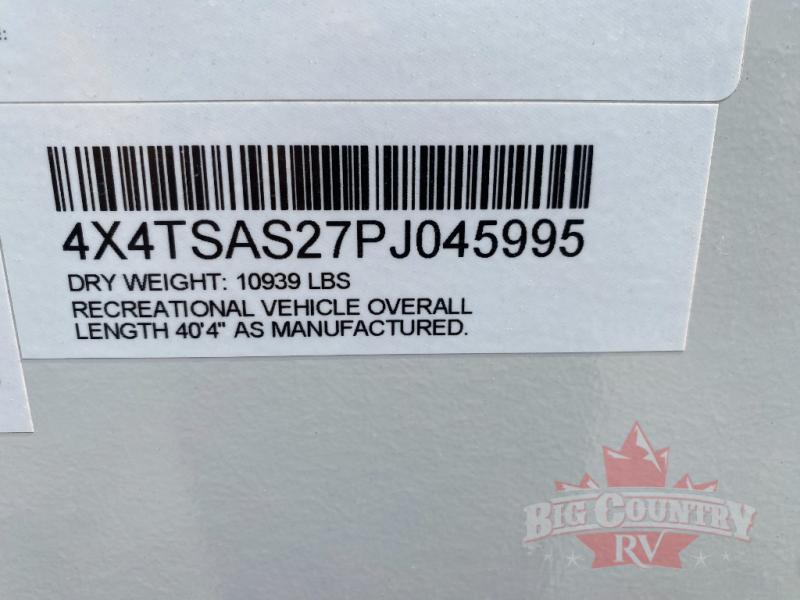 4X4TSAS27PJ045995
DRY WEIGHT: 10939 LBS
RECREATIONAL VEHICLE OVERALL
LENGTH 40'4" AS MANUFACTURED.
BIG COUNTRY
RV